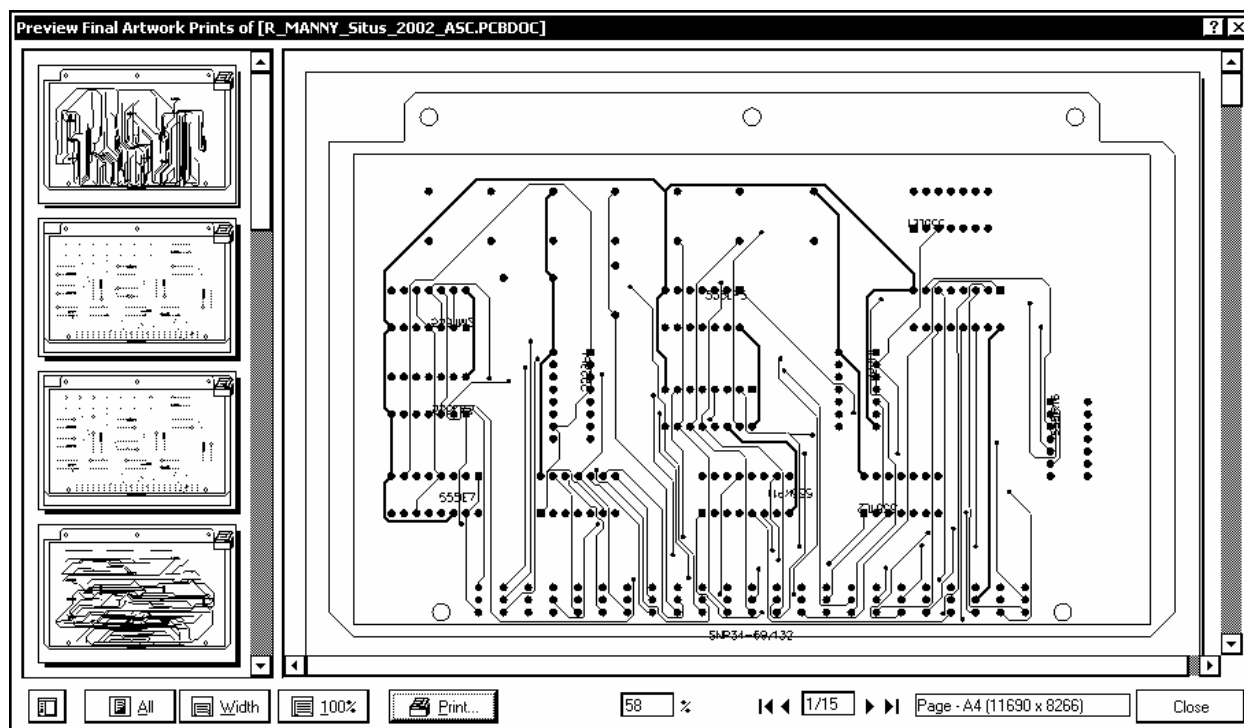 Preview Final Artwork Prints of [R_MANNY_Situs_2002_ASC.PCBDOC]
S5SE7
SNP34-69/132
All
Width
100%
Print...
58 %
1/15
Page - A4 (11690 x 8266)
Close